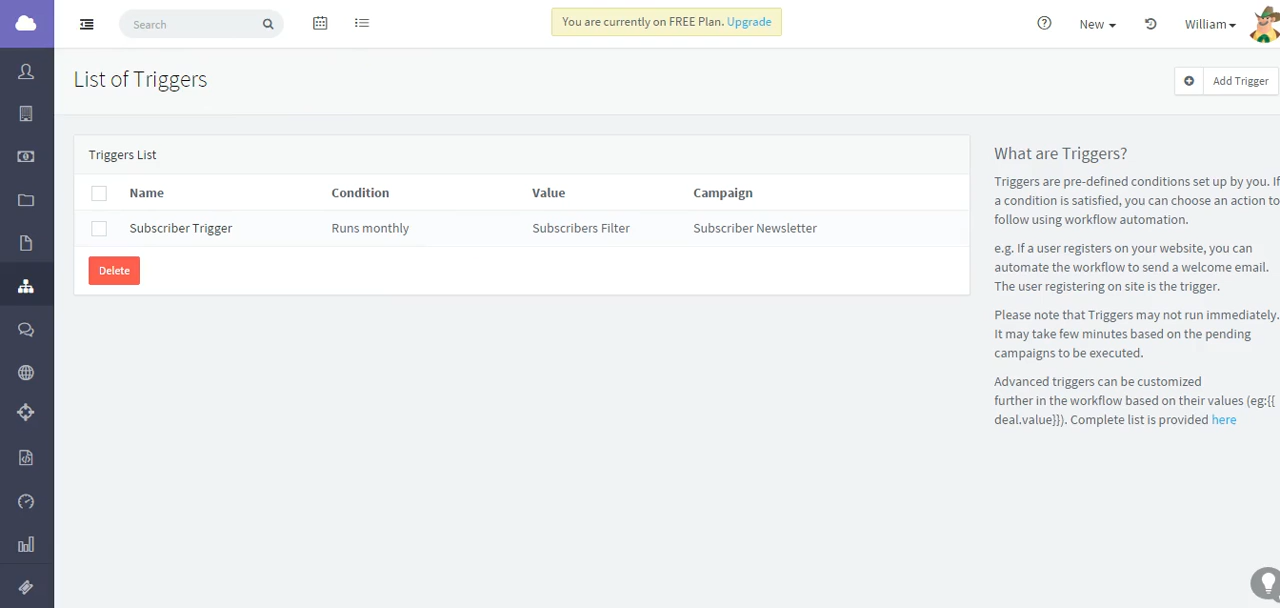 Search
You are currently on FREE Plan. Upgrade
New
William
List of Triggers
Add Trigger
Triggers List
Name Condition Value Campaign
Subscriber Trigger Runs monthly Subscribers Filter Subscriber Newsletter
Delete
What are Triggers?
Triggers are pre-defined conditions set up by you. If
a condition is satisfied, you can choose an action to
follow using workflow automation.
e.g. If a user registers on your website, you can
automate the workflow to send a welcome email.
The user registering on site is the trigger.
Please note that Triggers may not run immediately.
It may take few minutes based on the pending
campaigns to be executed.
Advanced triggers can be customized
further in the workflow based on their values (eg:{{
deal.value}}). Complete list is provided here